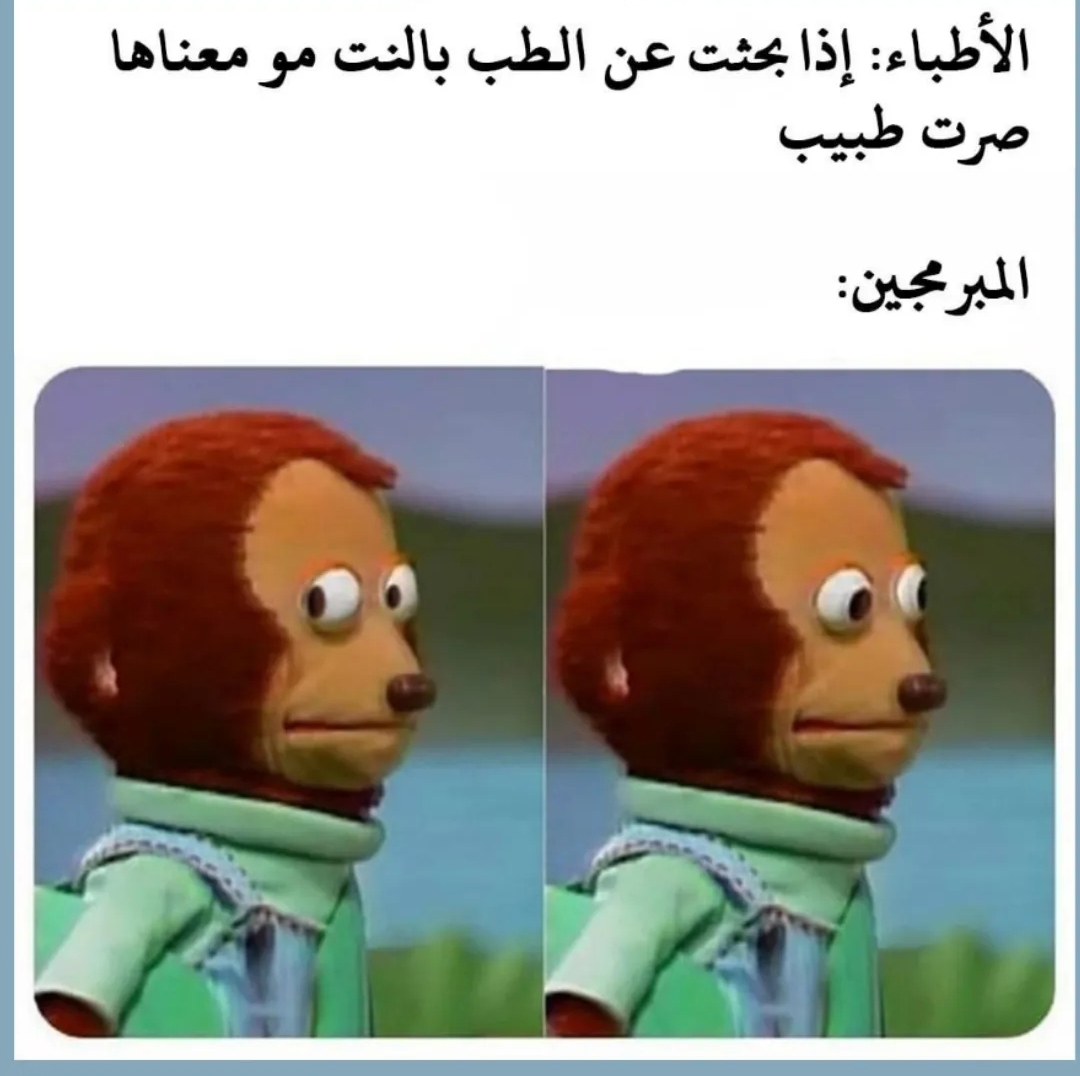 الأطباء: إذا بحثت عن الطب بالنت مو معناها
صرت طبيب
المبرمجين: